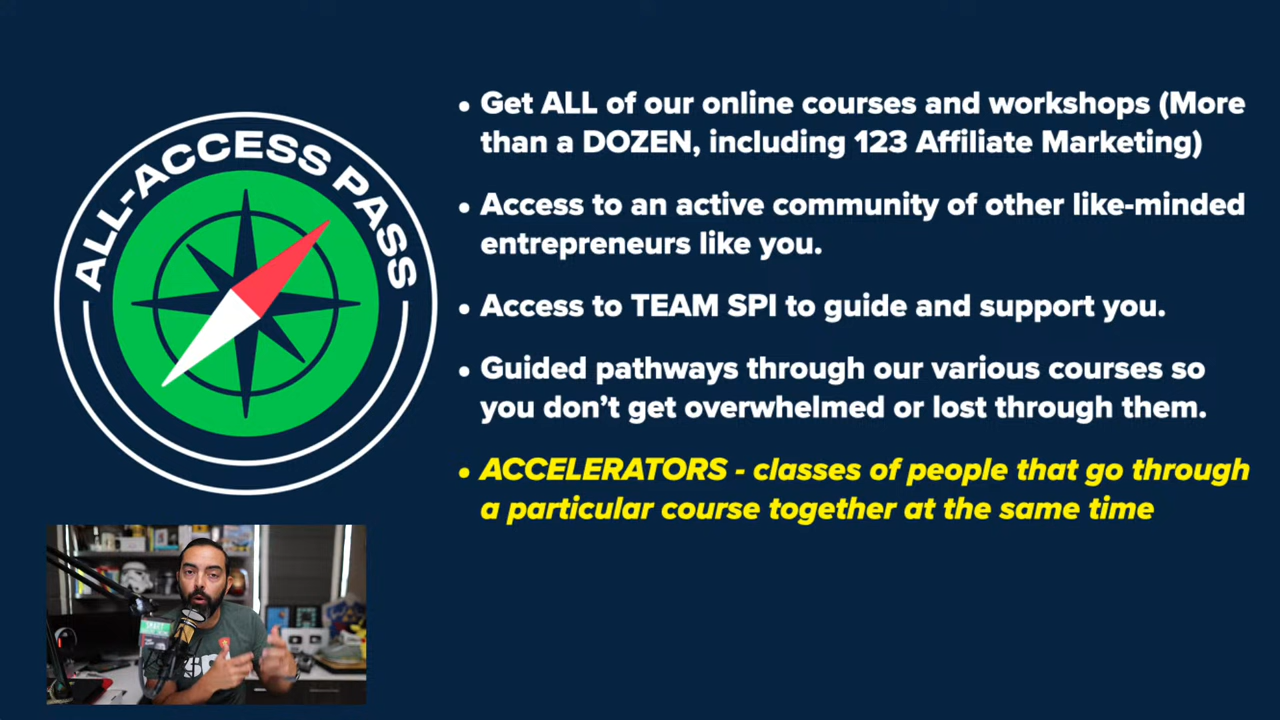 ALL-ACCESS PASS
• Get ALL of our online courses and workshops (More
than a DOZEN, including 123 Affiliate Marketing)
• Access to an active community of other like-minded
entrepreneurs like you.
• Access to TEAM SPI to guide and support you.
• Guided pathways through our various courses so
you don’t get overwhelmed or lost through them.
• ACCELERATORS - classes of people that go through
a particular course together at the same time